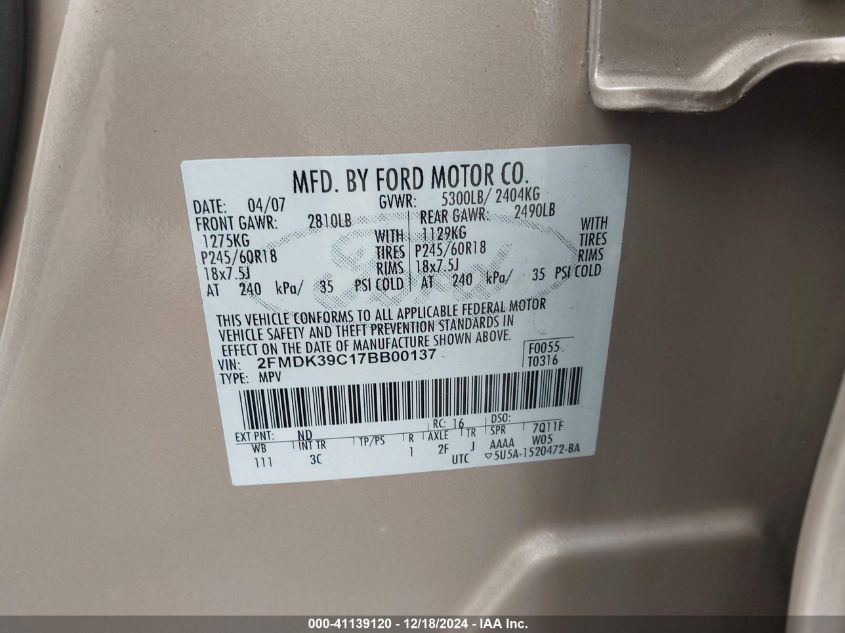 MFD. BY FORD MOTOR CO.
DATE: 04/07 GVWR: 5300LB/ 2404KG
FRONT GAWR: 2810LB REAR GAWR: 2490LB
1275KG WITH 1129KG WITH
P245/60R18 TIRES P245/60R18 TIRES
18x7.5J RIMS 18x7.5J RIMS
AT 240 kPa/ 35 PSI COLD AT 240 kPa/ 35 PSI COLD
Ford
THIS VEHICLE CONFORMS TO ALL APPLICABLE FEDERAL MOTOR
VEHICLE SAFETY AND THEFT PREVENTION STANDARDS IN
EFFECT ON THE DATE OF MANUFACTURE SHOWN ABOVE.
VIN: 2FMDK39C17BB00137 F0055
TYPE: MPV T0316
EXT PNT: ND RC: 16 DSO: 7Q11F
WB INT TR TP/PS R AXLE TR SPR W05
111 3C 1 2F J AAAA
UTC ▽5U5A-1520472-BA
000-41139120 / 12/18/2024 - IAA Inc.